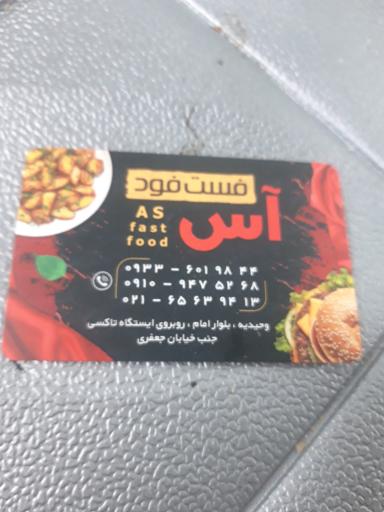 فست فود
آس
AS
fast
food
۰۹۳۳ - ۶۰۱ ۹۸ ۴۴
۰۹۱۰ - ۹۴۷ ۵۲ ۶۸
۰۲۱ - ۶۵ ۶۳ ۹۴ ۱۳
وحیدیه ، بلوار امام ، روبروی ایستگاه تاکسی
جنب خیابان جعفری